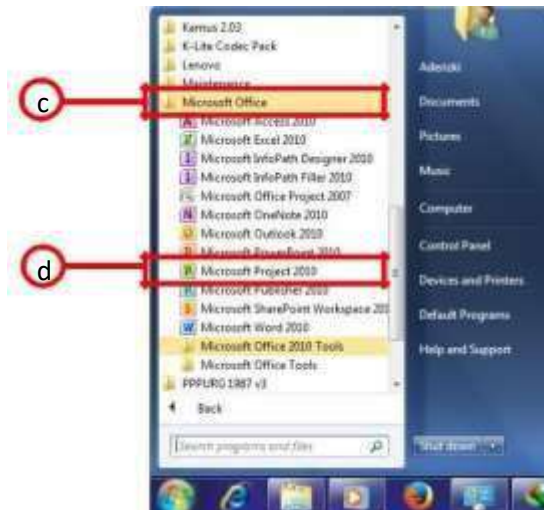 Kamus 2.03
K-Lite Codec Pack
Lenovo
Maintenance
c
Microsoft Office
Microsoft Access 2010
Microsoft Excel 2010
Microsoft InfoPath Designer 2010
Microsoft InfoPath Filler 2010
Microsoft Office Project 2007
Microsoft OneNote 2010
Microsoft Outlook 2010
Microsoft PowerPoint 2010
d
Microsoft Project 2010
Microsoft Publisher 2010
Microsoft SharePoint Workspace 201
Microsoft Word 2010
Microsoft Office 2010 Tools
Microsoft Office Tools
PPPURG 1987 v3
Back
Search programs and files
Documents
Pictures
Music
Computer
Control Panel
Devices and Printers
Default Programs
Help and Support
Shut down